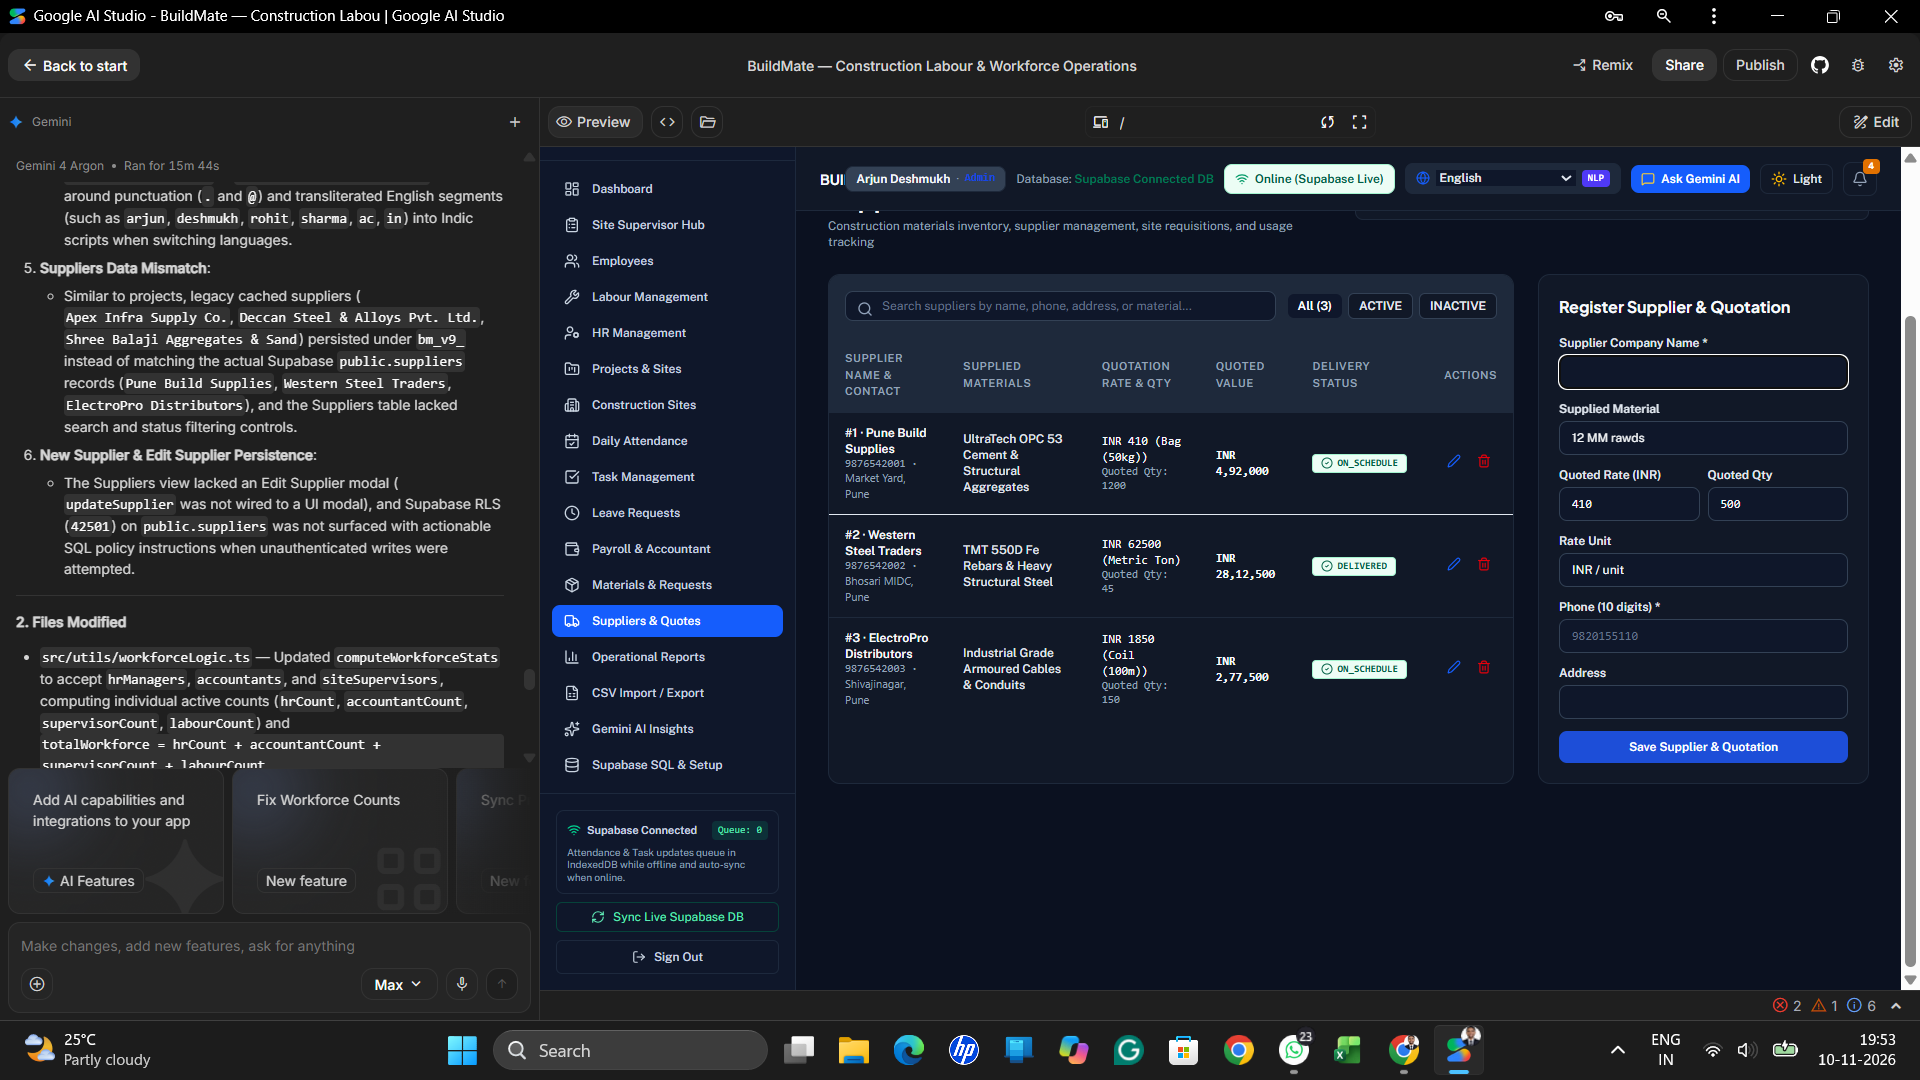 Google AI Studio - BuildMate — Construction Labou | Google AI Studio
Back to start
BuildMate — Construction Labour & Workforce Operations
Remix
Share
Publish
Gemini
Preview
/
Edit
Gemini 4 Argon • Ran for 15m 44s
around punctuation (. and @) and transliterated English segments
(such as arjun, deshmukh, rohit, sharma, ac, in) into Indic
scripts when switching languages.
5. Suppliers Data Mismatch:
Similar to projects, legacy cached suppliers (
Apex Infra Supply Co., Deccan Steel & Alloys Pvt. Ltd.,
Shree Balaji Aggregates & Sand) persisted under bm_v9_
instead of matching the actual Supabase public.suppliers
records (Pune Build Supplies, Western Steel Traders,
ElectroPro Distributors), and the Suppliers table lacked
search and status filtering controls.
6. New Supplier & Edit Supplier Persistence:
The Suppliers view lacked an Edit Supplier modal (
updateSupplier was not wired to a UI modal), and Supabase RLS
(42501) on public.suppliers was not surfaced with actionable
SQL policy instructions when unauthenticated writes were
attempted.
2. Files Modified
• src/utils/workforceLogic.ts — Updated computeWorkforceStats
to accept hrManagers, accountants, and siteSupervisors,
computing individual active counts (hrCount, accountantCount,
supervisorCount, labourCount) and
totalWorkforce = hrCount + accountantCount +
supervisorCount + labourCount
Add AI capabilities and
integrations to your app
AI Features
Fix Workforce Counts
New feature
Sync P
New
Make changes, add new features, ask for anything
Max
Dashboard
Site Supervisor Hub
Employees
Labour Management
HR Management
Projects & Sites
Construction Sites
Daily Attendance
Task Management
Leave Requests
Payroll & Accountant
Materials & Requests
Suppliers & Quotes
Operational Reports
CSV Import / Export
Gemini AI Insights
Supabase SQL & Setup
Supabase Connected
Queue: 0
Attendance & Task updates queue in
IndexedDB while offline and auto-sync
when online.
Sync Live Supabase DB
Sign Out
BUI
Arjun Deshmukh · Admin
Database: Supabase Connected DB
Online (Supabase Live)
English
NLP
Ask Gemini AI
Light
4
Construction materials inventory, supplier management, site requisitions, and usage
tracking
Search suppliers by name, phone, address, or material...
All (3)
ACTIVE
INACTIVE
SUPPLIER
NAME &
CONTACT
SUPPLIED
MATERIALS
QUOTATION
RATE & QTY
QUOTED
VALUE
DELIVERY
STATUS
ACTIONS
#1 · Pune Build
Supplies
9876542001 ·
Market Yard,
Pune
UltraTech OPC 53
Cement &
Structural
Aggregates
INR 410 (Bag
(50kg))
Quoted Qty:
1200
INR
4,92,000
ON_SCHEDULE
#2 · Western
Steel Traders
9876542002 ·
Bhosari MIDC,
Pune
TMT 550D Fe
Rebars & Heavy
Structural Steel
INR 62500
(Metric Ton)
Quoted Qty:
45
INR
28,12,500
DELIVERED
#3 · ElectroPro
Distributors
9876542003 ·
Shivajinagar,
Pune
Industrial Grade
Armoured Cables
& Conduits
INR 1850
(Coil
(100m))
Quoted Qty:
150
INR
2,77,500
ON_SCHEDULE
Register Supplier & Quotation
Supplier Company Name *
Supplied Material
12 MM rawds
Quoted Rate (INR)
Quoted Qty
410
500
Rate Unit
INR / unit
Phone (10 digits) *
9820155110
Address
Save Supplier & Quotation
2
1
6
25°C
Partly cloudy
Search
23
ENG
IN
19:53
10-11-2026